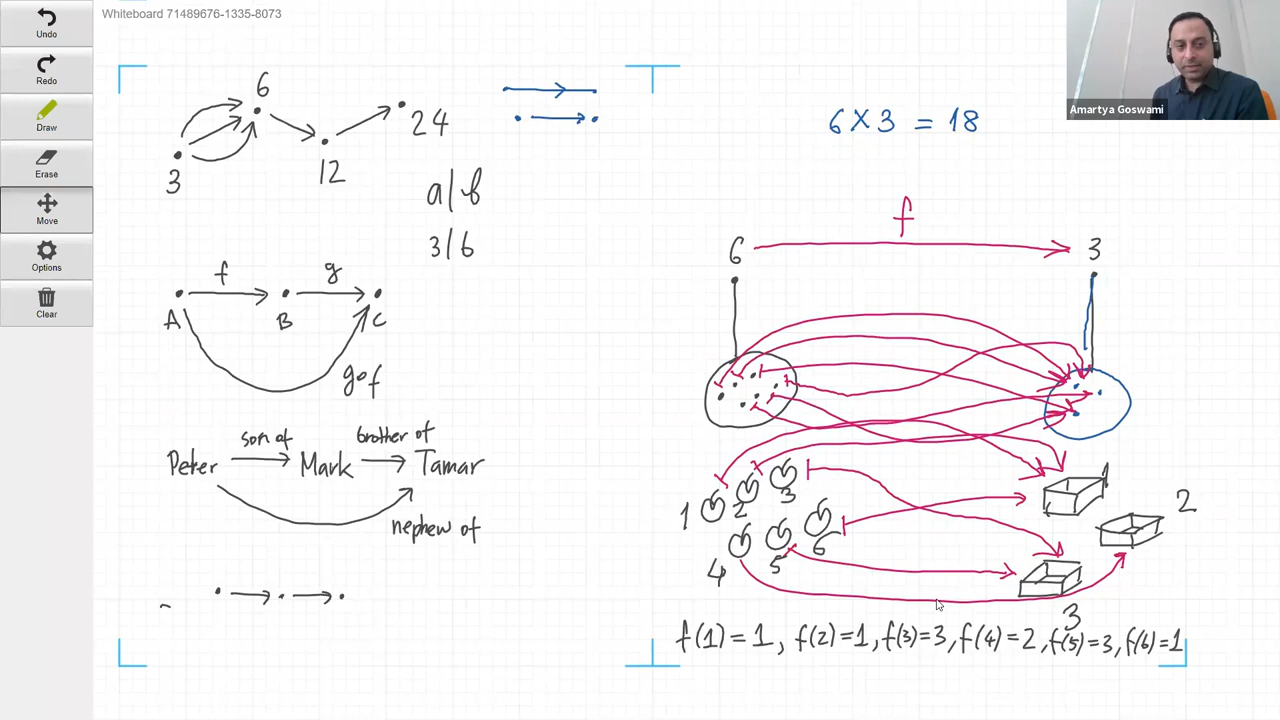 Whiteboard 71489676-1335-8073
Undo
Redo
Draw
Erase
Move
Options
Clear
Amartya Goswami
6
3
12
24
a|b
3|6
f
g
A
B
C
gof
son of
brother of
Peter
Mark
Tamar
nephew of
6 X 3 = 18
f
6
3
1
2
3
4
5
6
1
2
3
f(1) = 1, f(2) = 1, f(3) = 3, f(4) = 2, f(5) = 3, f(6) = 1